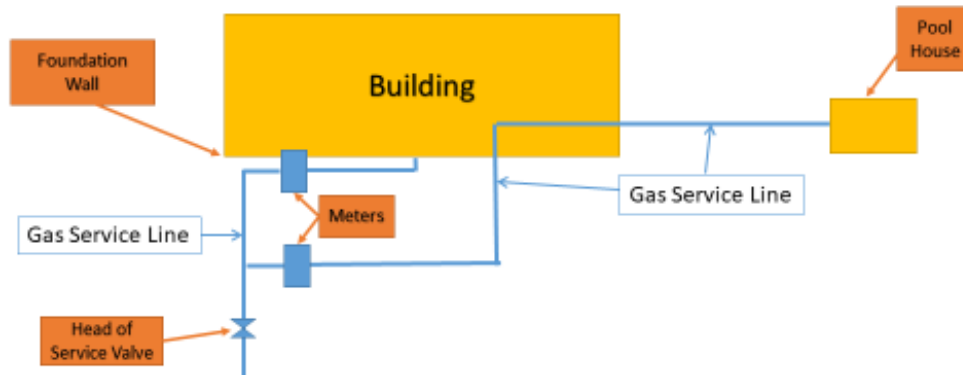 Pool
House
Foundation
Wall
Building
Gas Service Line
Meters
Gas Service Line
Head of
Service Valve